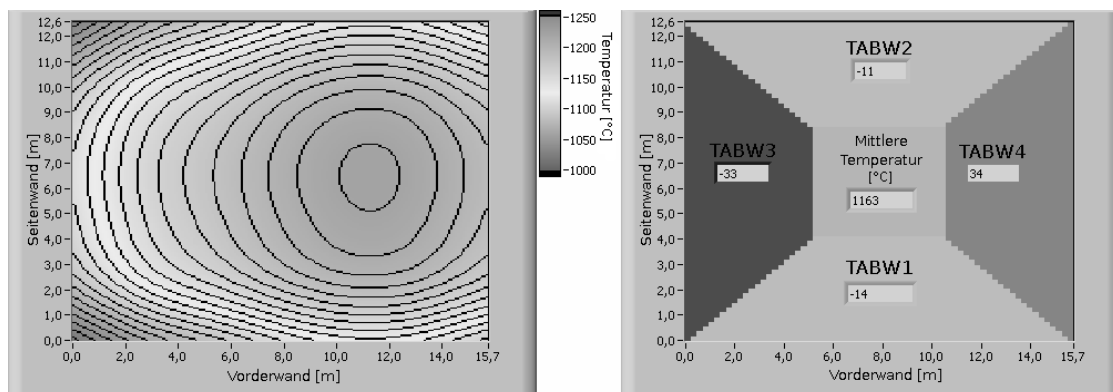 12,6
12,0
11,0
10,0
9,0
8,0
7,0
6,0
5,0
4,0
3,0
2,0
1,0
0,0
Seitenwand [m]
0,0 2,0 4,0 6,0 8,0 10,0 12,0 15,7
Vorderwand [m]
1250
1200
1150
1100
1050
1000
Temperatur [°C]
12,6
12,0
11,0
10,0
9,0
8,0
7,0
6,0
5,0
4,0
3,0
2,0
1,0
0,0
Seitenwand [m]
TABW2
-11
TABW3
-33
Mittlere
Temperatur
[°C]
1163
TABW4
34
TABW1
-14
0,0 2,0 4,0 6,0 8,0 10,0 12,0 15,7
Vorderwand [m]